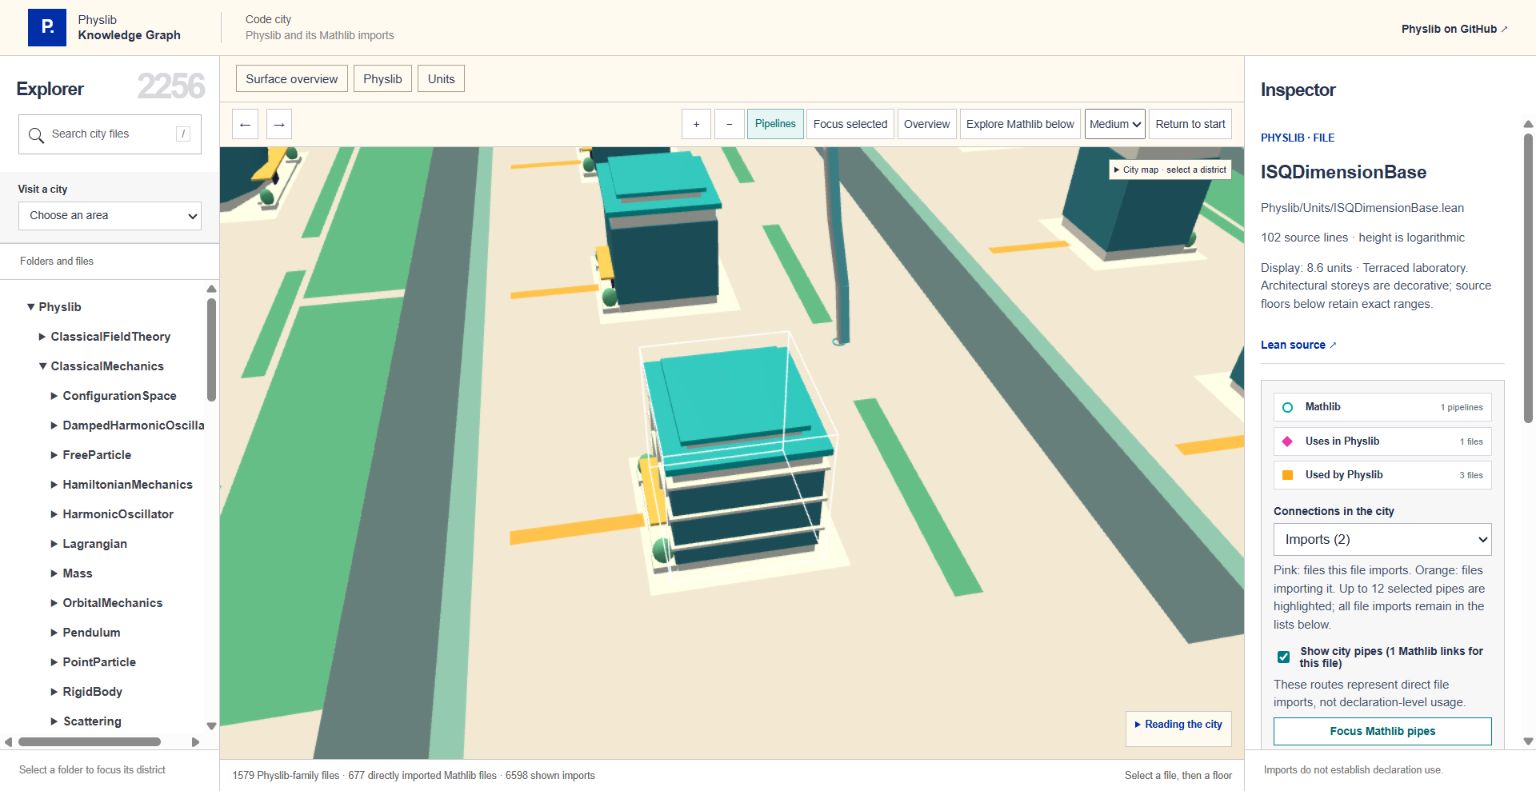 P.
Physlib
Knowledge Graph
Code city
Physlib and its Mathlib imports
Physlib on GitHub ↗
Explorer
2256
Search city files
/
Visit a city
Choose an area
Folders and files
▼ Physlib
▶ ClassicalFieldTheory
▼ ClassicalMechanics
▶ ConfigurationSpace
▶ DampedHarmonicOscilla
▶ FreeParticle
▶ HamiltonianMechanics
▶ HarmonicOscillator
▶ Lagrangian
▶ Mass
▶ OrbitalMechanics
▶ Pendulum
▶ PointParticle
▶ RigidBody
▶ Scattering
Select a folder to focus its district
Surface overview
Physlib
Units
← → + − Pipelines Focus selected Overview Explore Mathlib below Medium Return to start
▶ City map · select a district
▶ Reading the city
1579 Physlib-family files · 677 directly imported Mathlib files · 6598 shown imports
Select a file, then a floor
Inspector
PHYSLIB · FILE
ISQDimensionBase
Physlib/Units/ISQDimensionBase.lean
102 source lines · height is logarithmic
Display: 8.6 units · Terraced laboratory.
Architectural storeys are decorative; source
floors below retain exact ranges.
Lean source ↗
Mathlib 1 pipelines
Uses in Physlib 1 files
Used by Physlib 3 files
Connections in the city
Imports (2)
Pink: files this file imports. Orange: files
importing it. Up to 12 selected pipes are
highlighted; all file imports remain in the
lists below.
Show city pipes (1 Mathlib links for
this file)
These routes represent direct file
imports, not declaration-level usage.
Focus Mathlib pipes
Imports do not establish declaration use.